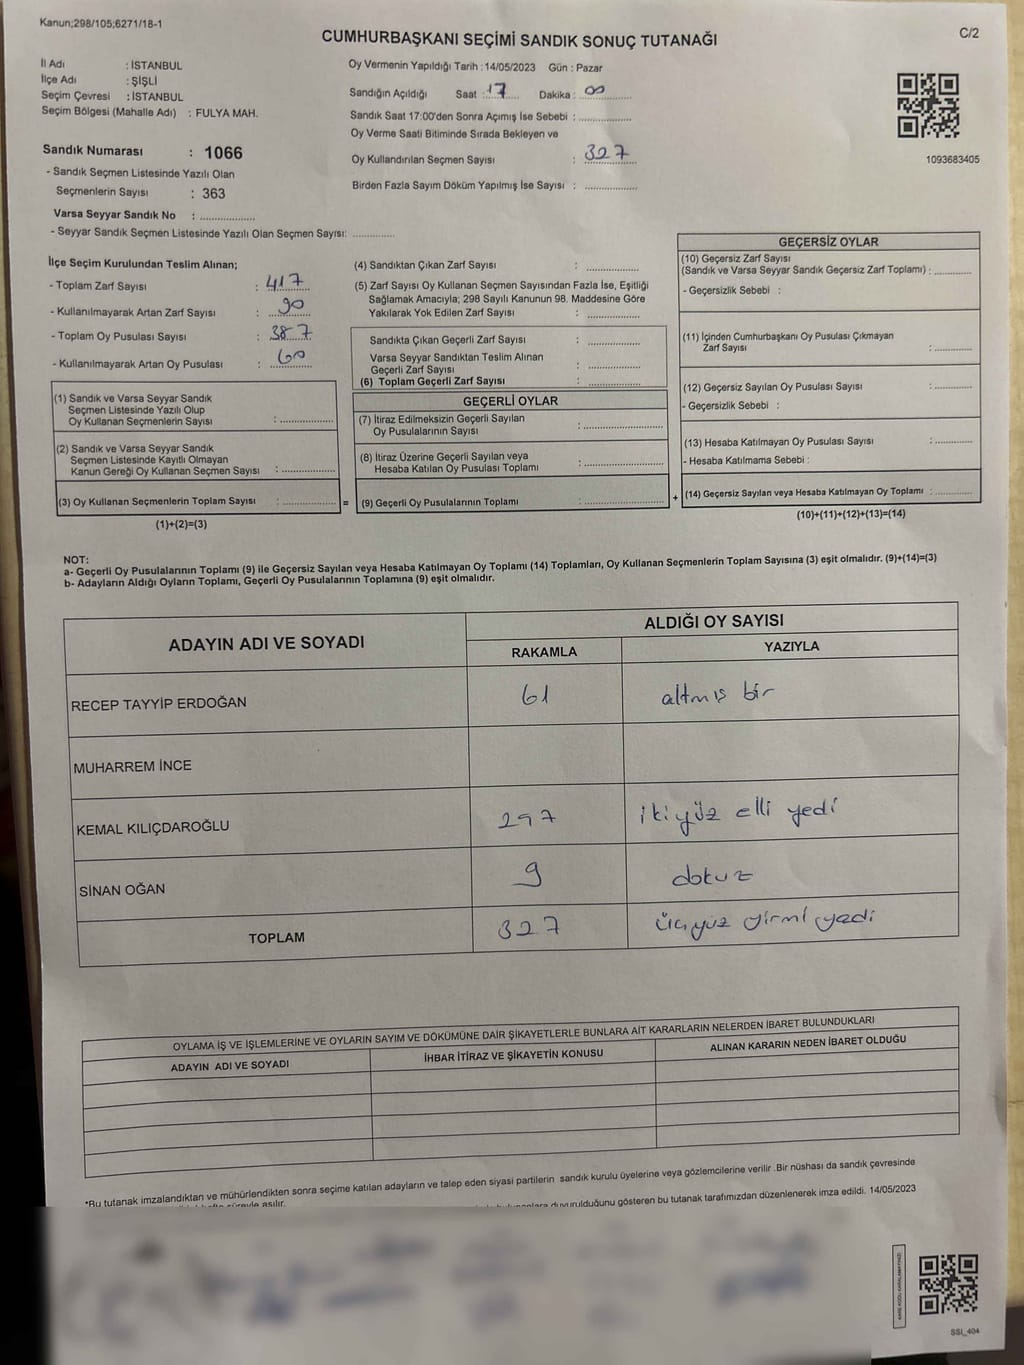 Kanun;298/105;6271/18-1
C/2
CUMHURBAŞKANI SEÇİMİ SANDIK SONUÇ TUTANAĞI
İl Adı : İSTANBUL
İlçe Adı : ŞİŞLİ
Seçim Çevresi : İSTANBUL
Seçim Bölgesi (Mahalle Adı) : FULYA MAH.
Sandık Numarası : 1066
- Sandık Seçmen Listesinde Yazılı Olan
Seçmenlerin Sayısı : 363
Varsa Seyyar Sandık No : ..................
- Seyyar Sandık Seçmen Listesinde Yazılı Olan Seçmen Sayısı: ..............
Oy Vermenin Yapıldığı Tarih : 14/05/2023 Gün : Pazar
Sandığın Açıldığı Saat : 17 Dakika : 00
Sandık Saat 17:00'den Sonra Açımış İse Sebebi : ..................
Oy Verme Saati Bitiminde Sırada Bekleyen ve
Oy Kullandırılan Seçmen Sayısı : 327
Birden Fazla Sayım Döküm Yapılmış İse Sayısı : ..................
1093683405
İlçe Seçim Kurulundan Teslim Alınan;
- Toplam Zarf Sayısı : 417
- Kullanılmayarak Artan Zarf Sayısı : 90
- Toplam Oy Pusulası Sayısı : 387
- Kullanılmayarak Artan Oy Pusulası : 60
(1) Sandık ve Varsa Seyyar Sandık
Seçmen Listesinde Yazılı Olup
Oy Kullanan Seçmenlerin Sayısı : ..................
(2) Sandık ve Varsa Seyyar Sandık
Seçmen Listesinde Kayıtlı Olmayan
Kanun Gereği Oy Kullanan Seçmen Sayısı : ..................
(3) Oy Kullanan Seçmenlerin Toplam Sayısı : ..................
(1)+(2)=(3)
(4) Sandıktan Çıkan Zarf Sayısı : ..................
(5) Zarf Sayısı Oy Kullanan Seçmen Sayısından Fazla İse, Eşitliği
Sağlamak Amacıyla; 298 Sayılı Kanunun 98. Maddesine Göre
Yakılarak Yok Edilen Zarf Sayısı : ..................
Sandıkta Çıkan Geçerli Zarf Sayısı : ..................
Varsa Seyyar Sandıktan Teslim Alınan
Geçerli Zarf Sayısı : ..................
(6) Toplam Geçerli Zarf Sayısı : ..................
GEÇERLİ OYLAR
(7) İtiraz Edilmeksizin Geçerli Sayılan
Oy Pusulalarının Sayısı : ..................
(8) İtiraz Üzerine Geçerli Sayılan veya
Hesaba Katılan Oy Pusulası Toplamı : ..................
= (9) Geçerli Oy Pusulalarının Toplamı : ..................
GEÇERSİZ OYLAR
(10) Geçersiz Zarf Sayısı
(Sandık ve Varsa Seyyar Sandık Geçersiz Zarf Toplamı) : ............
- Geçersizlik Sebebi :
(11) İçinden Cumhurbaşkanı Oy Pusulası Çıkmayan
Zarf Sayısı : ............
(12) Geçersiz Sayılan Oy Pusulası Sayısı : ............
- Geçersizlik Sebebi :
(13) Hesaba Katılmayan Oy Pusulası Sayısı : ............
- Hesaba Katılmama Sebebi :
+ (14) Geçersiz Sayılan veya Hesaba Katılmayan Oy Toplamı : ............
(10)+(11)+(12)+(13)=(14)
NOT:
a- Geçerli Oy Pusulalarının Toplamı (9) ile Geçersiz Sayılan veya Hesaba Katılmayan Oy Toplamı (14) Toplamları, Oy Kullanan Seçmenlerin Toplam Sayısına (3) eşit olmalıdır. (9)+(14)=(3)
b- Adayların Aldığı Oyların Toplamı, Geçerli Oy Pusulalarının Toplamına (9) eşit olmalıdır.
ADAYIN ADI VE SOYADI
ALDIĞI OY SAYISI
RAKAMLA YAZIYLA
RECEP TAYYİP ERDOĞAN 61 altmış bir
MUHARREM İNCE
KEMAL KILIÇDAROĞLU 297 ikiyüz elli yedi
SİNAN OĞAN 9 dokuz
TOPLAM 327 üçyüz yirmi yedi
OYLAMA İŞ VE İŞLEMLERİNE VE OYLARIN SAYIM VE DÖKÜMÜNE DAİR ŞİKAYETLERLE BUNLARA AİT KARARLARIN NELERDEN İBARET BULUNDUKLARI
ADAYIN ADI VE SOYADI İHBAR İTİRAZ VE ŞİKAYETİN KONUSU ALINAN KARARIN NEDEN İBARET OLDUĞU
*Bu tutanak imzalandıktan ve mühürlendikten sonra seçime katılan adayların ve talep eden siyasi partilerin sandık kurulu üyelerine veya gözlemcilerine verilir .Bir nüshası da sandık çevresinde
süreyle asılır. duyurulduğunu gösteren bu tutanak tarafımızdan düzenlenerek imza edildi. 14/05/2023
SSİ_404